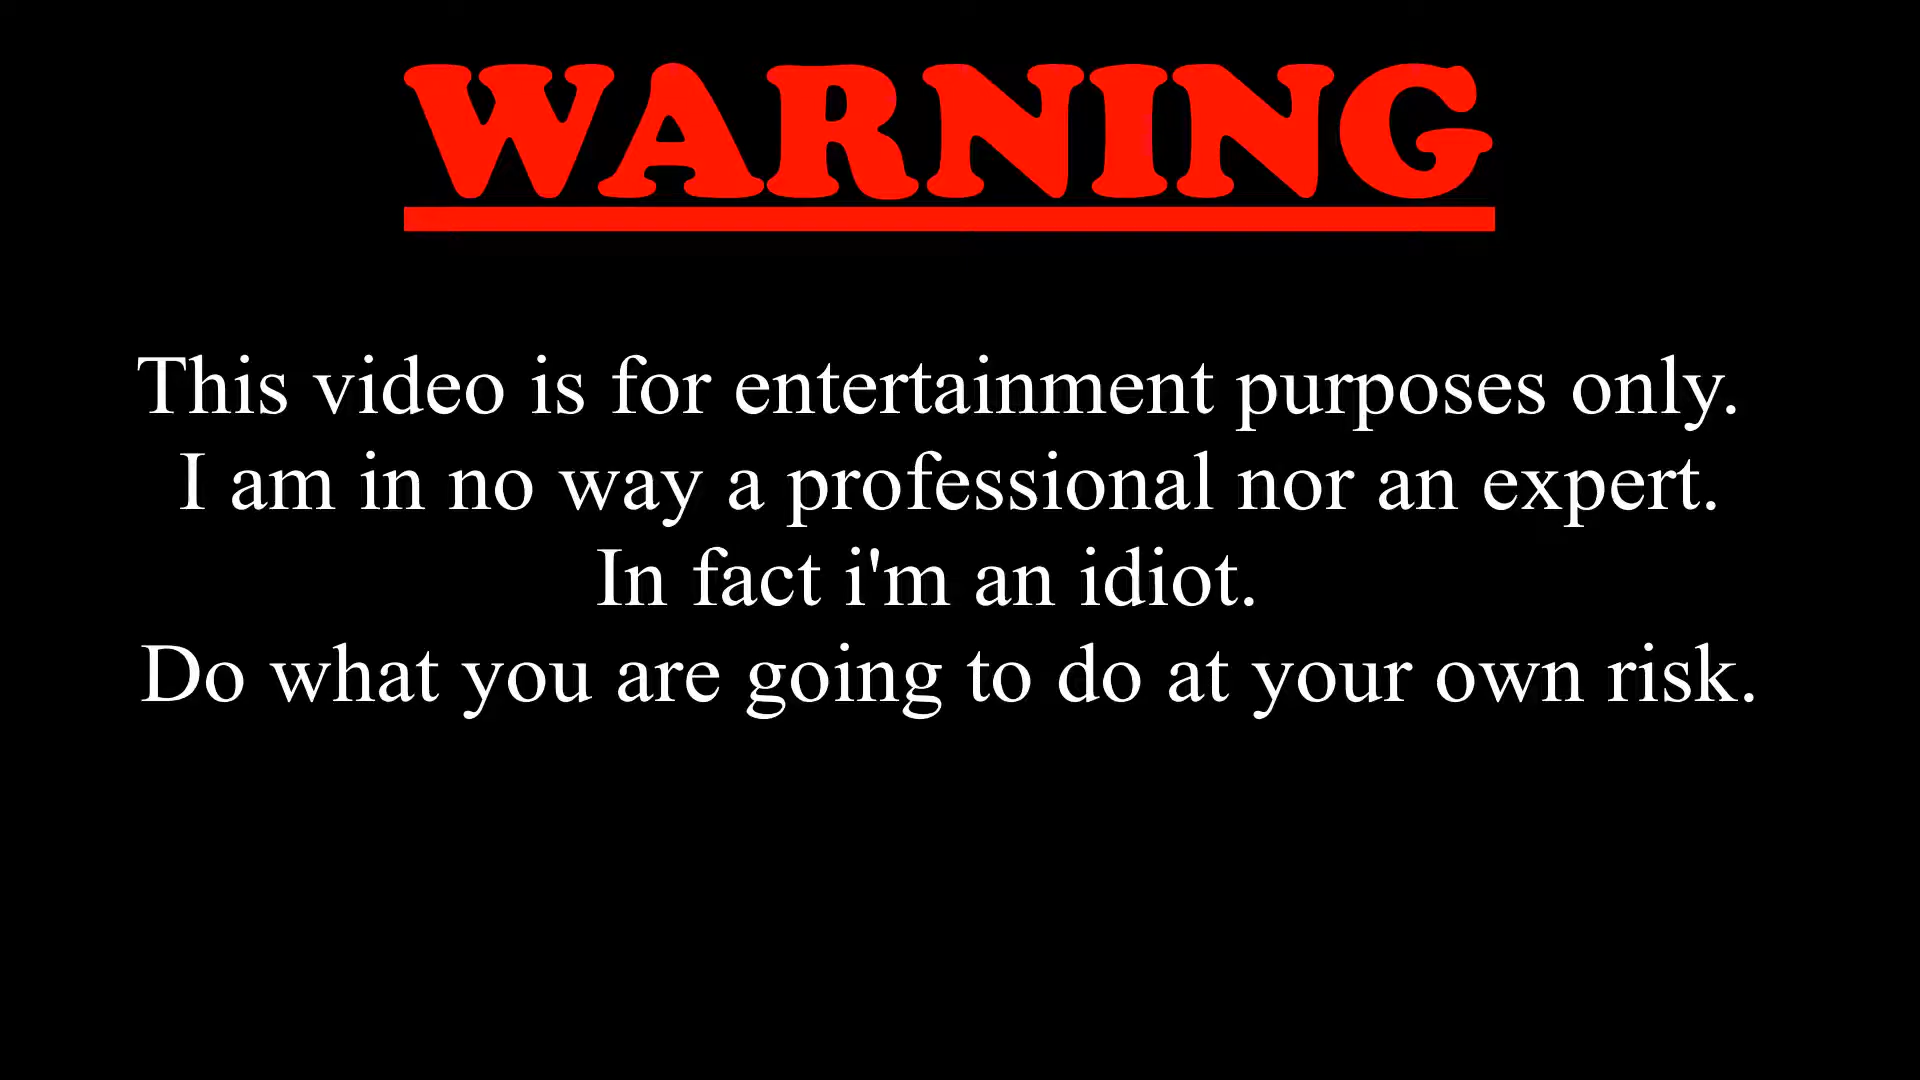 WARNING
This video is for entertainment purposes only.
I am in no way a professional nor an expert.
In fact i'm an idiot.
Do what you are going to do at your own risk.